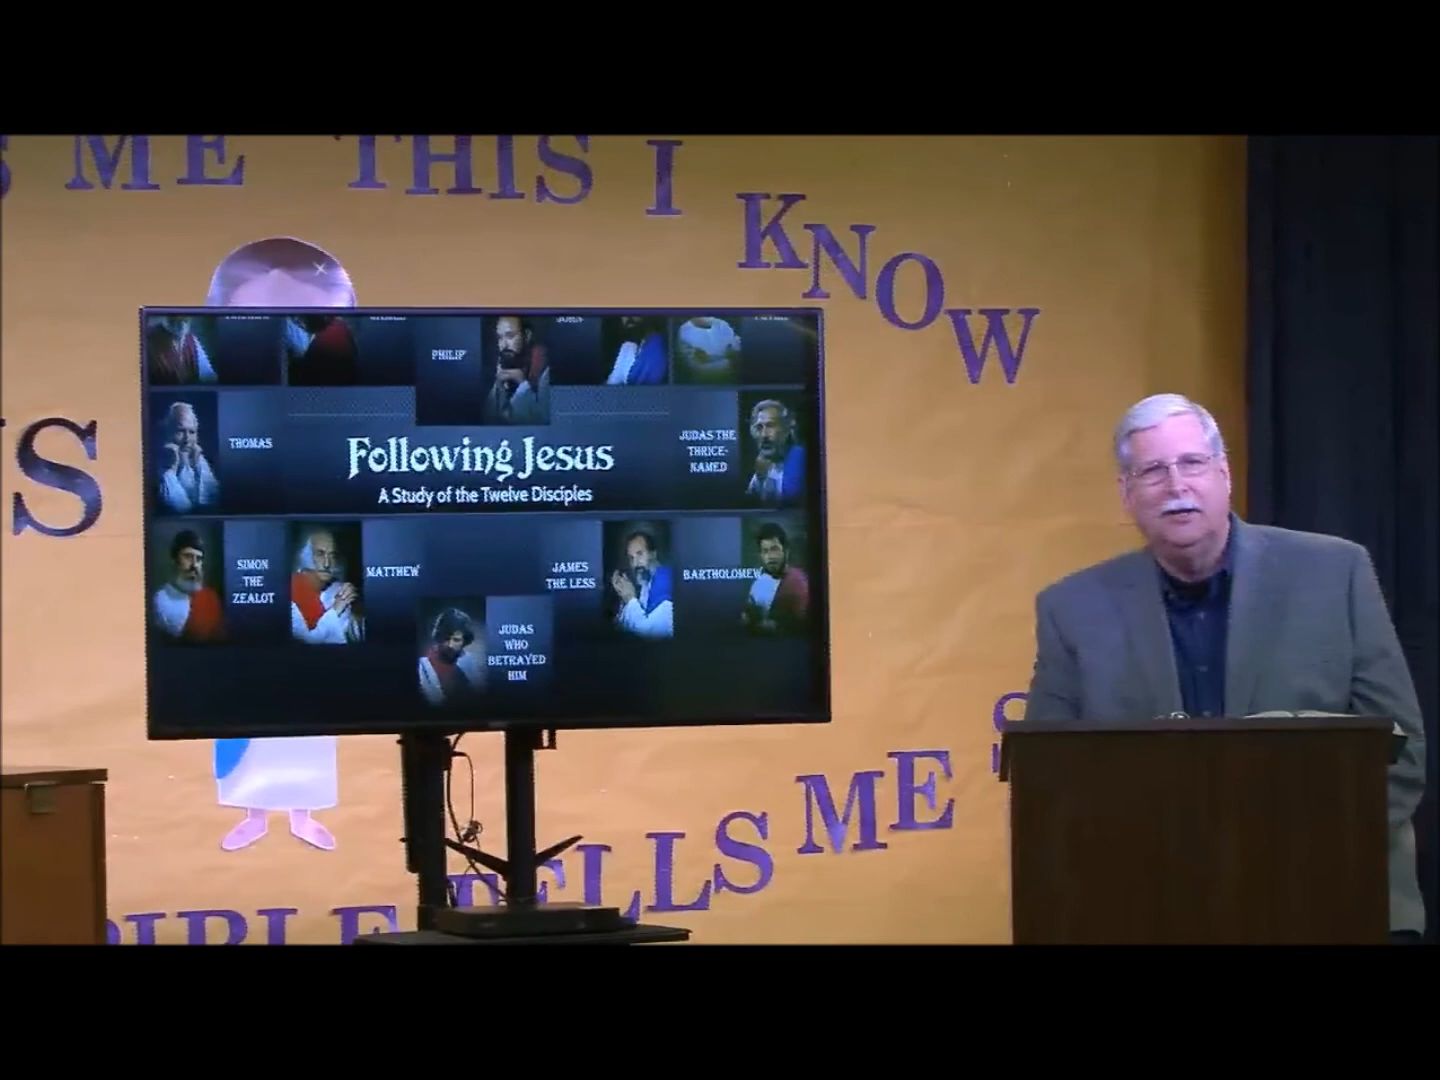 ME THIS I KNOW
JOHN
PHILIP
THOMAS
Following Jesus
A Study of the Twelve Disciples
JUDAS THE
THRICE-
NAMED
SIMON
THE
ZEALOT
MATTHEW
JAMES
THE LESS
BARTHOLOMEW
JUDAS
WHO
BETRAYED
HIM
S
BIBLE TELLS ME S